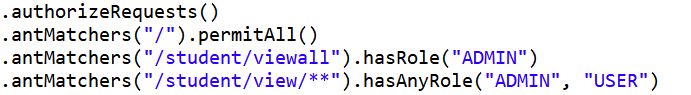 .authorizeRequests()
.antMatchers("/").permitAll()
.antMatchers("/student/viewall").hasRole("ADMIN")
.antMatchers("/student/view/**").hasAnyRole("ADMIN", "USER")